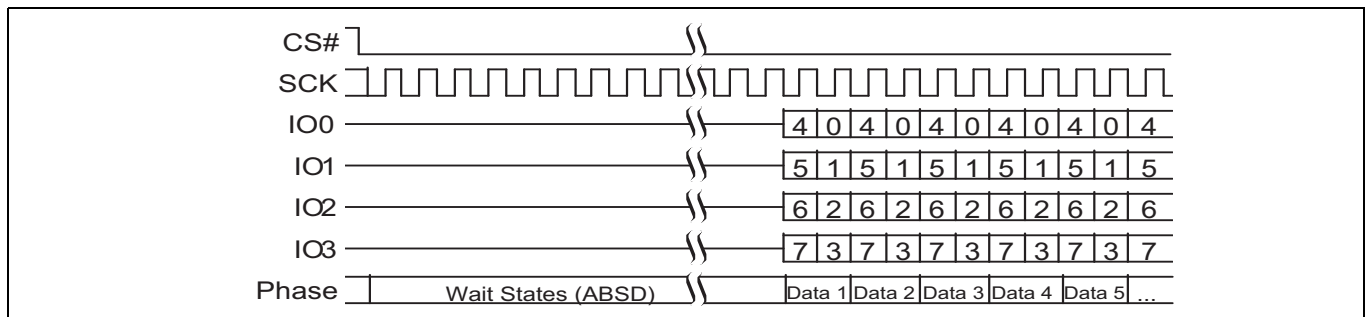 CS#
SCK
IO0 4 0 4 0 4 0 4 0 4 0 4
IO1 5 1 5 1 5 1 5 1 5 1 5
IO2 6 2 6 2 6 2 6 2 6 2 6
IO3 7 3 7 3 7 3 7 3 7 3 7
Phase Wait States (ABSD) Data 1 Data 2 Data 3 Data 4 Data 5 ...